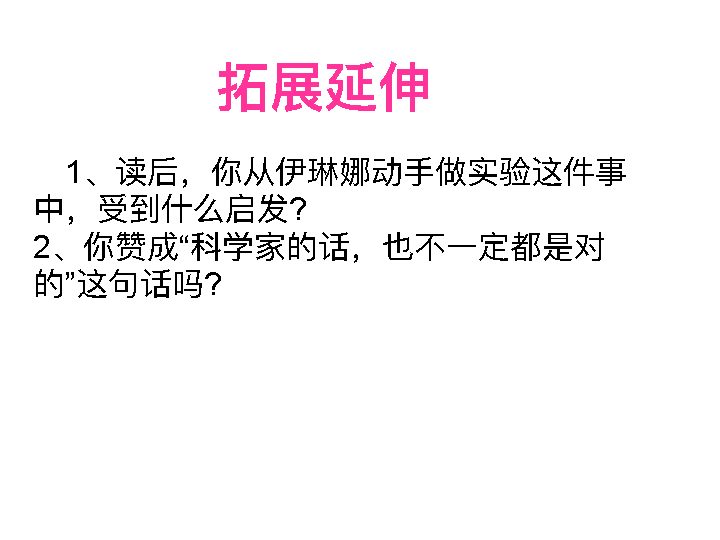 拓展延伸
1、读后，你从伊琳娜动手做实验这件事
中，受到什么启发?
2、你赞成“科学家的话，也不一定都是对
的”这句话吗?